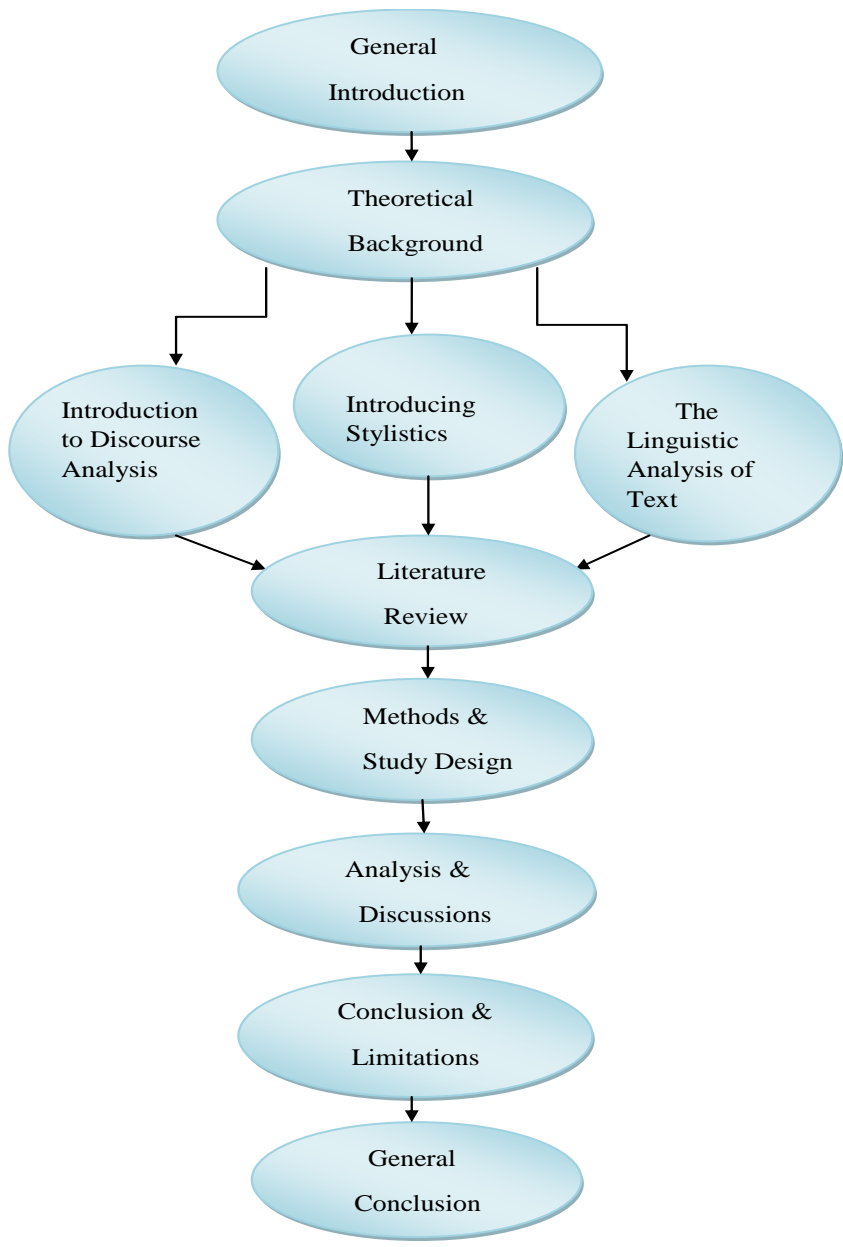 General
Introduction
Theoretical
Background
Introduction
to Discourse
Analysis
Introducing
Stylistics
The
Linguistic
Analysis of
Text
Literature
Review
Methods &
Study Design
Analysis &
Discussions
Conclusion &
Limitations
General
Conclusion